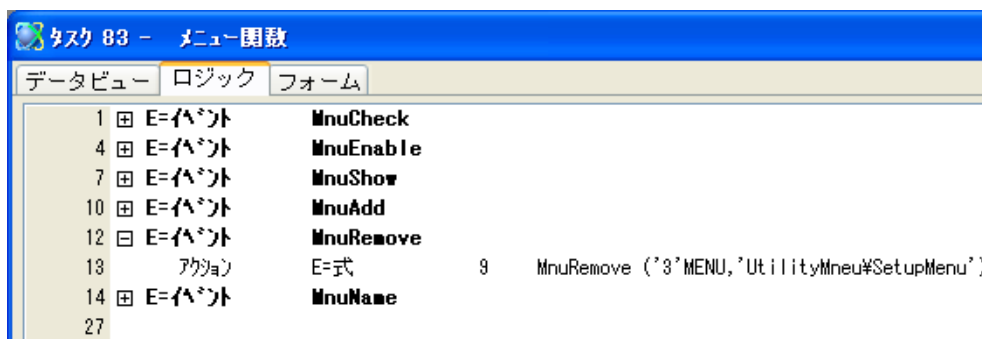 ﾀｽｸ 83 -　ﾒﾆｭｰ関数
データビュー ロジック フォーム
1 E=ｲﾍﾞﾝﾄ MnuCheck
4 E=ｲﾍﾞﾝﾄ MnuEnable
7 E=ｲﾍﾞﾝﾄ MnuShow
10 E=ｲﾍﾞﾝﾄ MnuAdd
12 E=ｲﾍﾞﾝﾄ MnuRemove
13 ｱｸｼｮﾝ E=式 9 MnuRemove ('3'MENU,'UtilityMneu¥SetupMenu')
14 E=ｲﾍﾞﾝﾄ MnuName
27